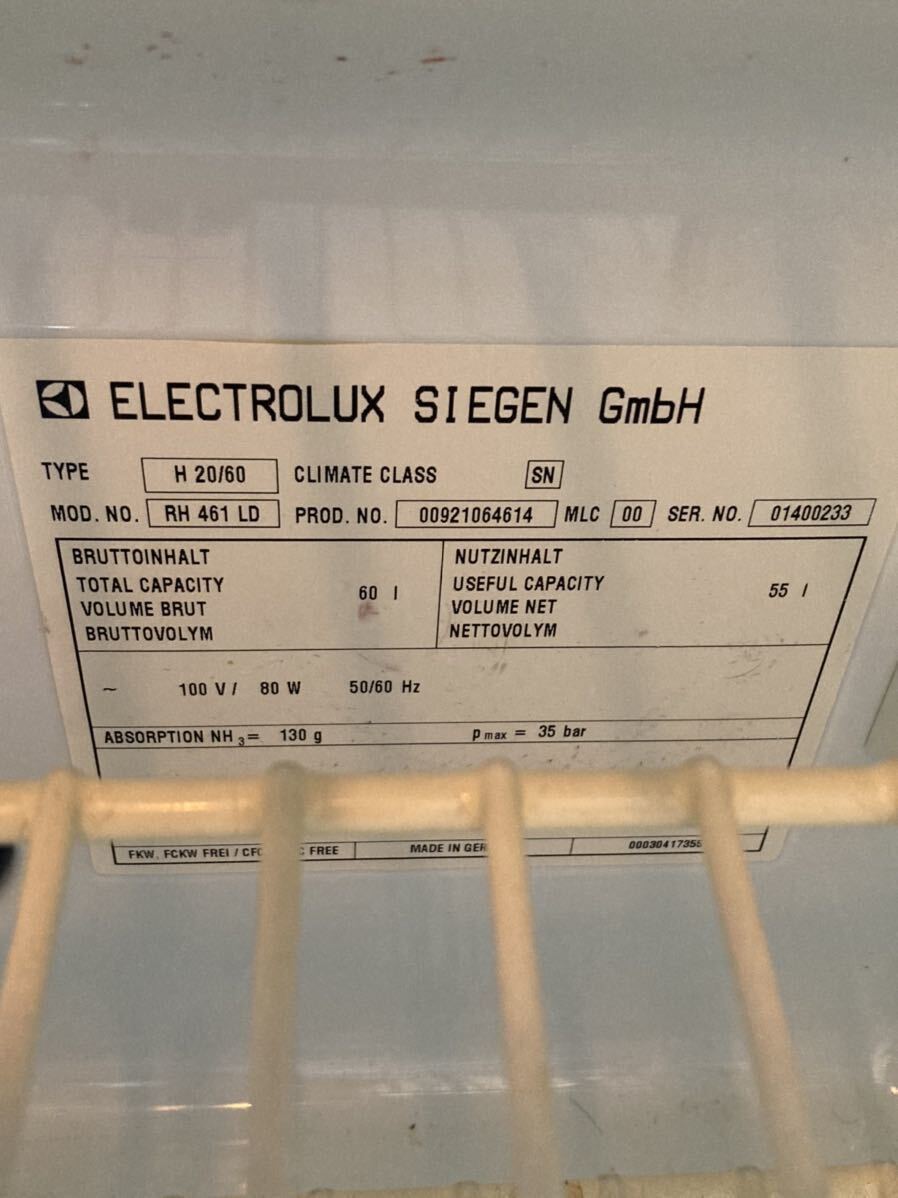 ELECTROLUX SIEGEN GmbH
TYPE H 20/60 CLIMATE CLASS SN
MOD. NO. RH 461 LD PROD. NO. 00921064614 MLC 00 SER. NO. 01400233
BRUTTOINHALT
TOTAL CAPACITY
VOLUME BRUT
BRUTTOVOLYM
60 l
NUTZINHALT
USEFUL CAPACITY
VOLUME NET
NETTOVOLYM
55 l
~ 100 V / 80 W 50/60 Hz
ABSORPTION NH3= 130 g pmax = 35 bar
FKW, FCKW FREI / FREE MADE IN